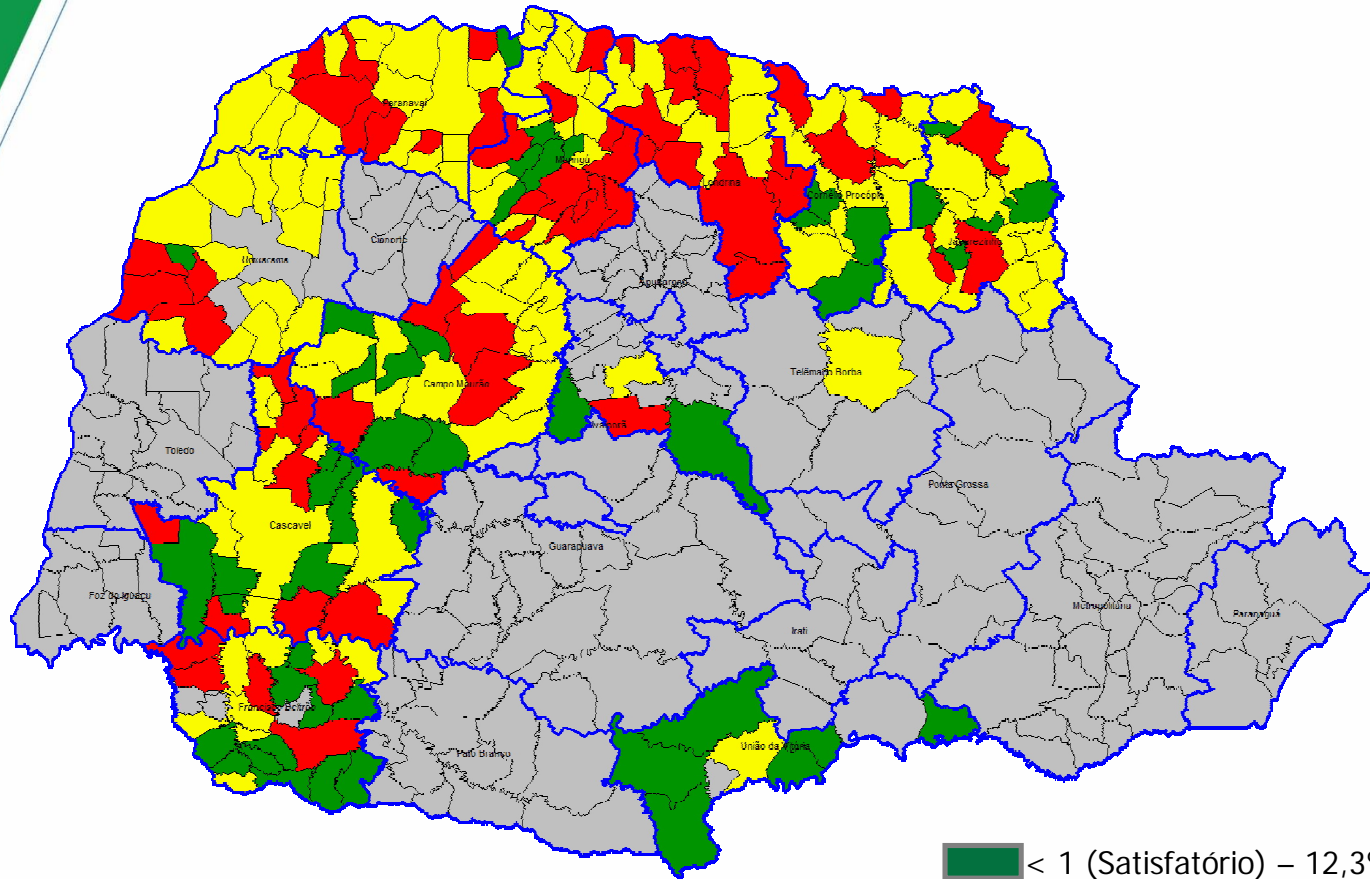 Paranavaí
Maringá
Londrina
Cornélio Procópio
Jacarezinho
Cianorte
Umuarama
Apucarana
Campo Mourão
Telêmaco Borba
Ivaiporã
Toledo
Ponta Grossa
Cascavel
Guarapuava
Foz do Iguaçu
Metropolitana
Paranaguá
Irati
Francisco Beltrão
Pato Branco
União da Vitória
< 1 (Satisfatório) – 12,39